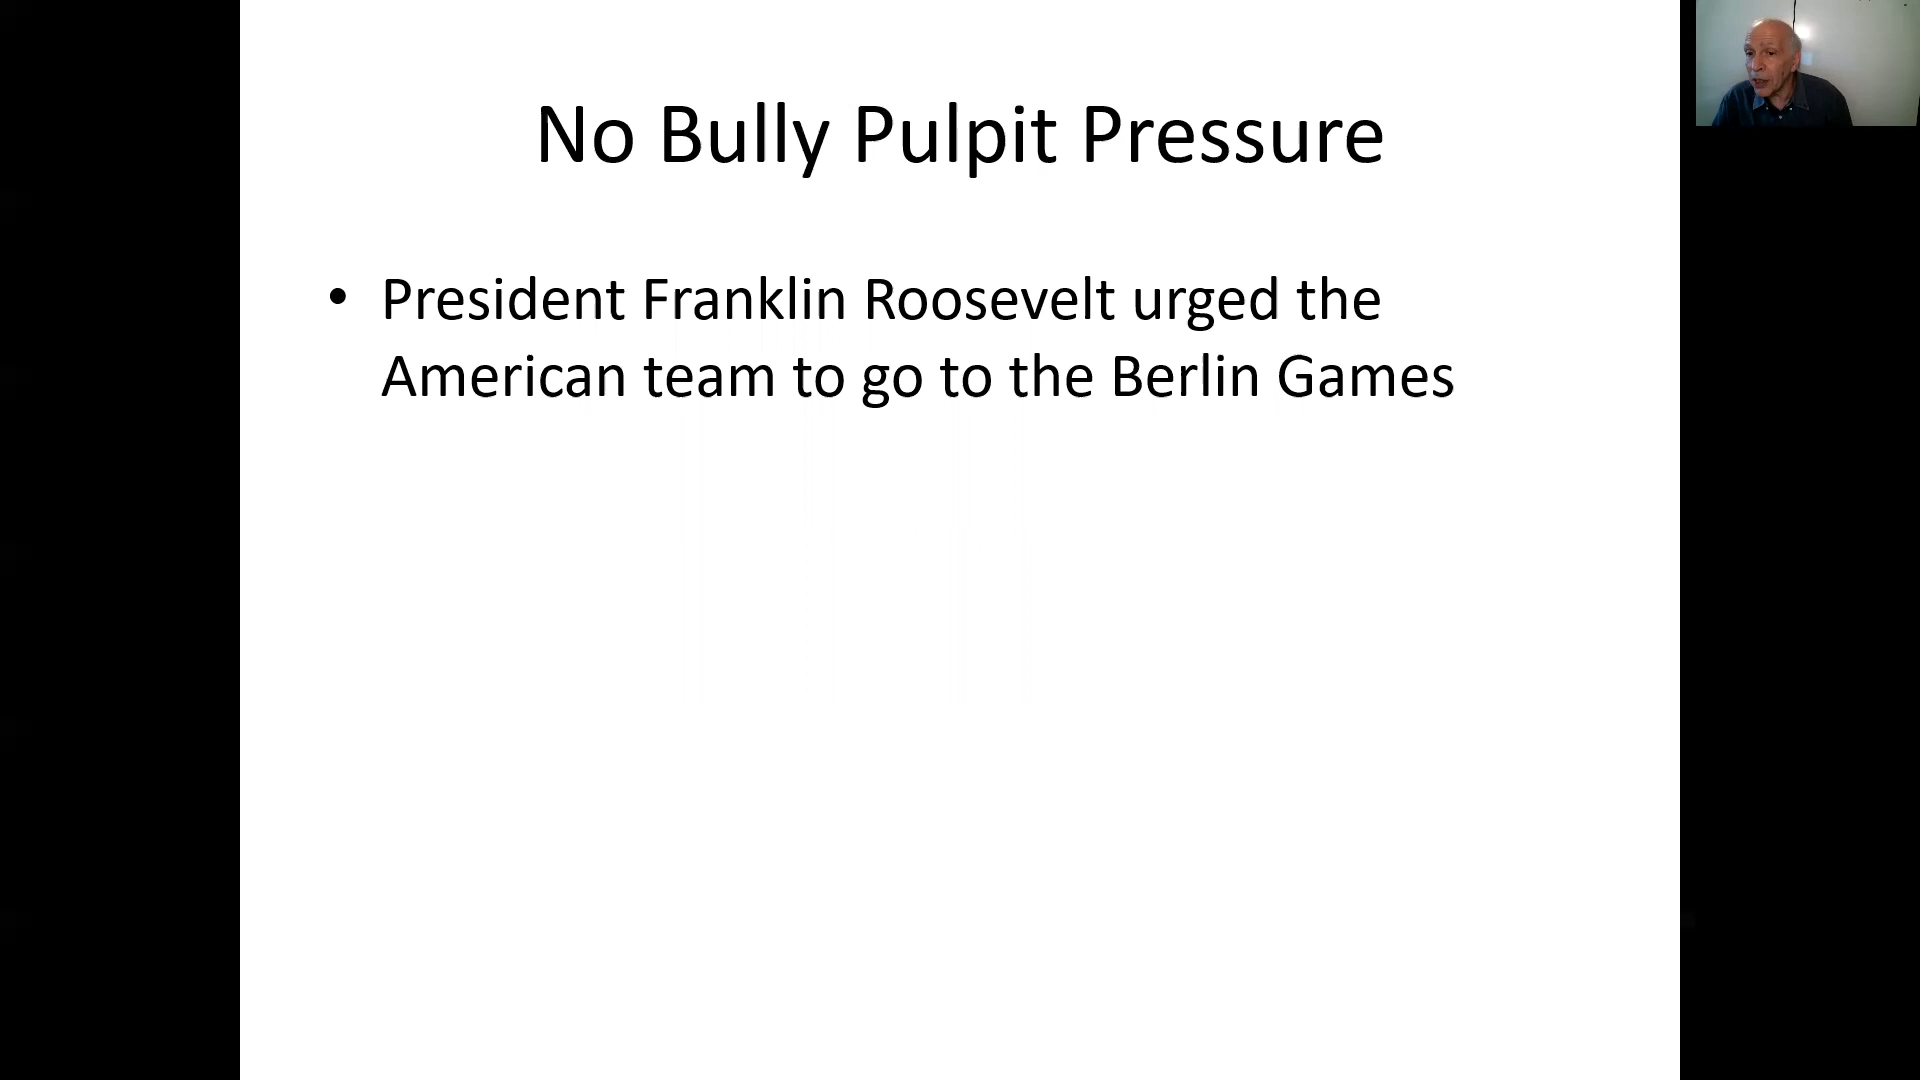 No Bully Pulpit Pressure
• President Franklin Roosevelt urged the
American team to go to the Berlin Games